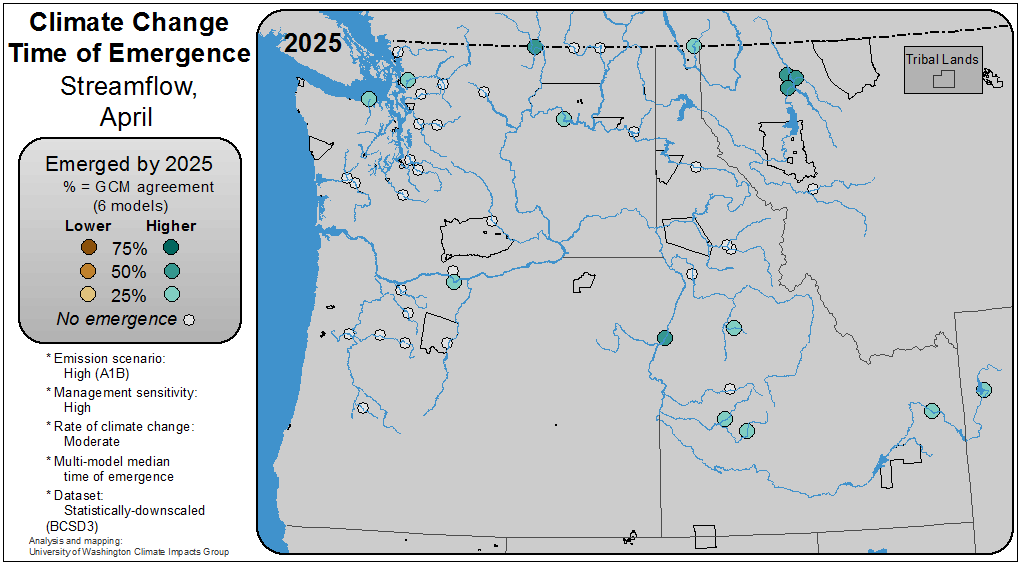 Climate Change
Time of Emergence
Streamflow,
April
Emerged by 2025
% = GCM agreement
(6 models)
Lower Higher
75%
50%
25%
No emergence
* Emission scenario:
High (A1B)
* Management sensitivity:
High
* Rate of climate change:
Moderate
* Multi-model median
time of emergence
* Dataset:
Statistically-downscaled
(BCSD3)
Analysis and mapping:
University of Washington Climate Impacts Group
2025
Tribal Lands